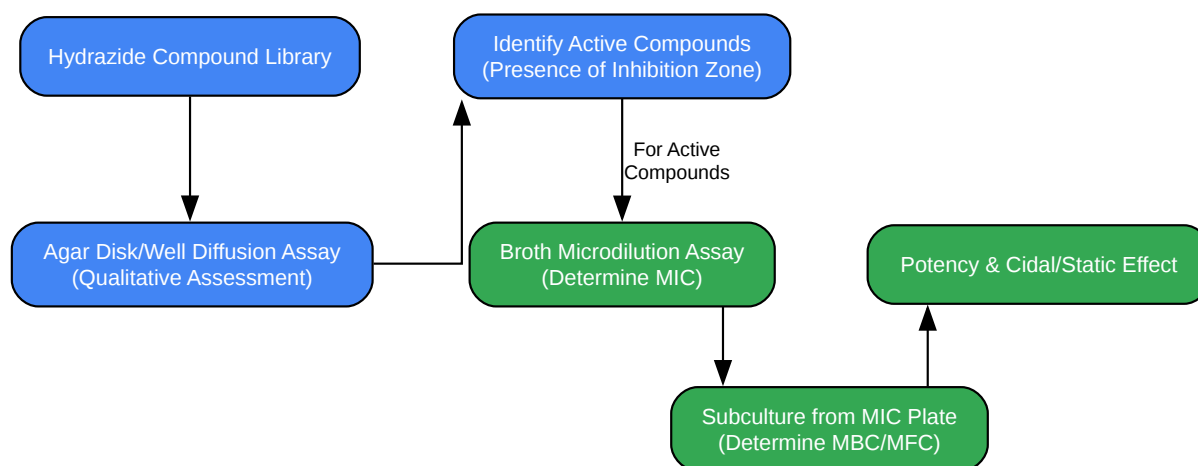 Hydrazide Compound Library
Agar Disk/Well Diffusion Assay
(Qualitative Assessment)
Identify Active Compounds
(Presence of Inhibition Zone)
For Active
Compounds
Broth Microdilution Assay
(Determine MIC)
Subculture from MIC Plate
(Determine MBC/MFC)
Potency & Cidal/Static Effect